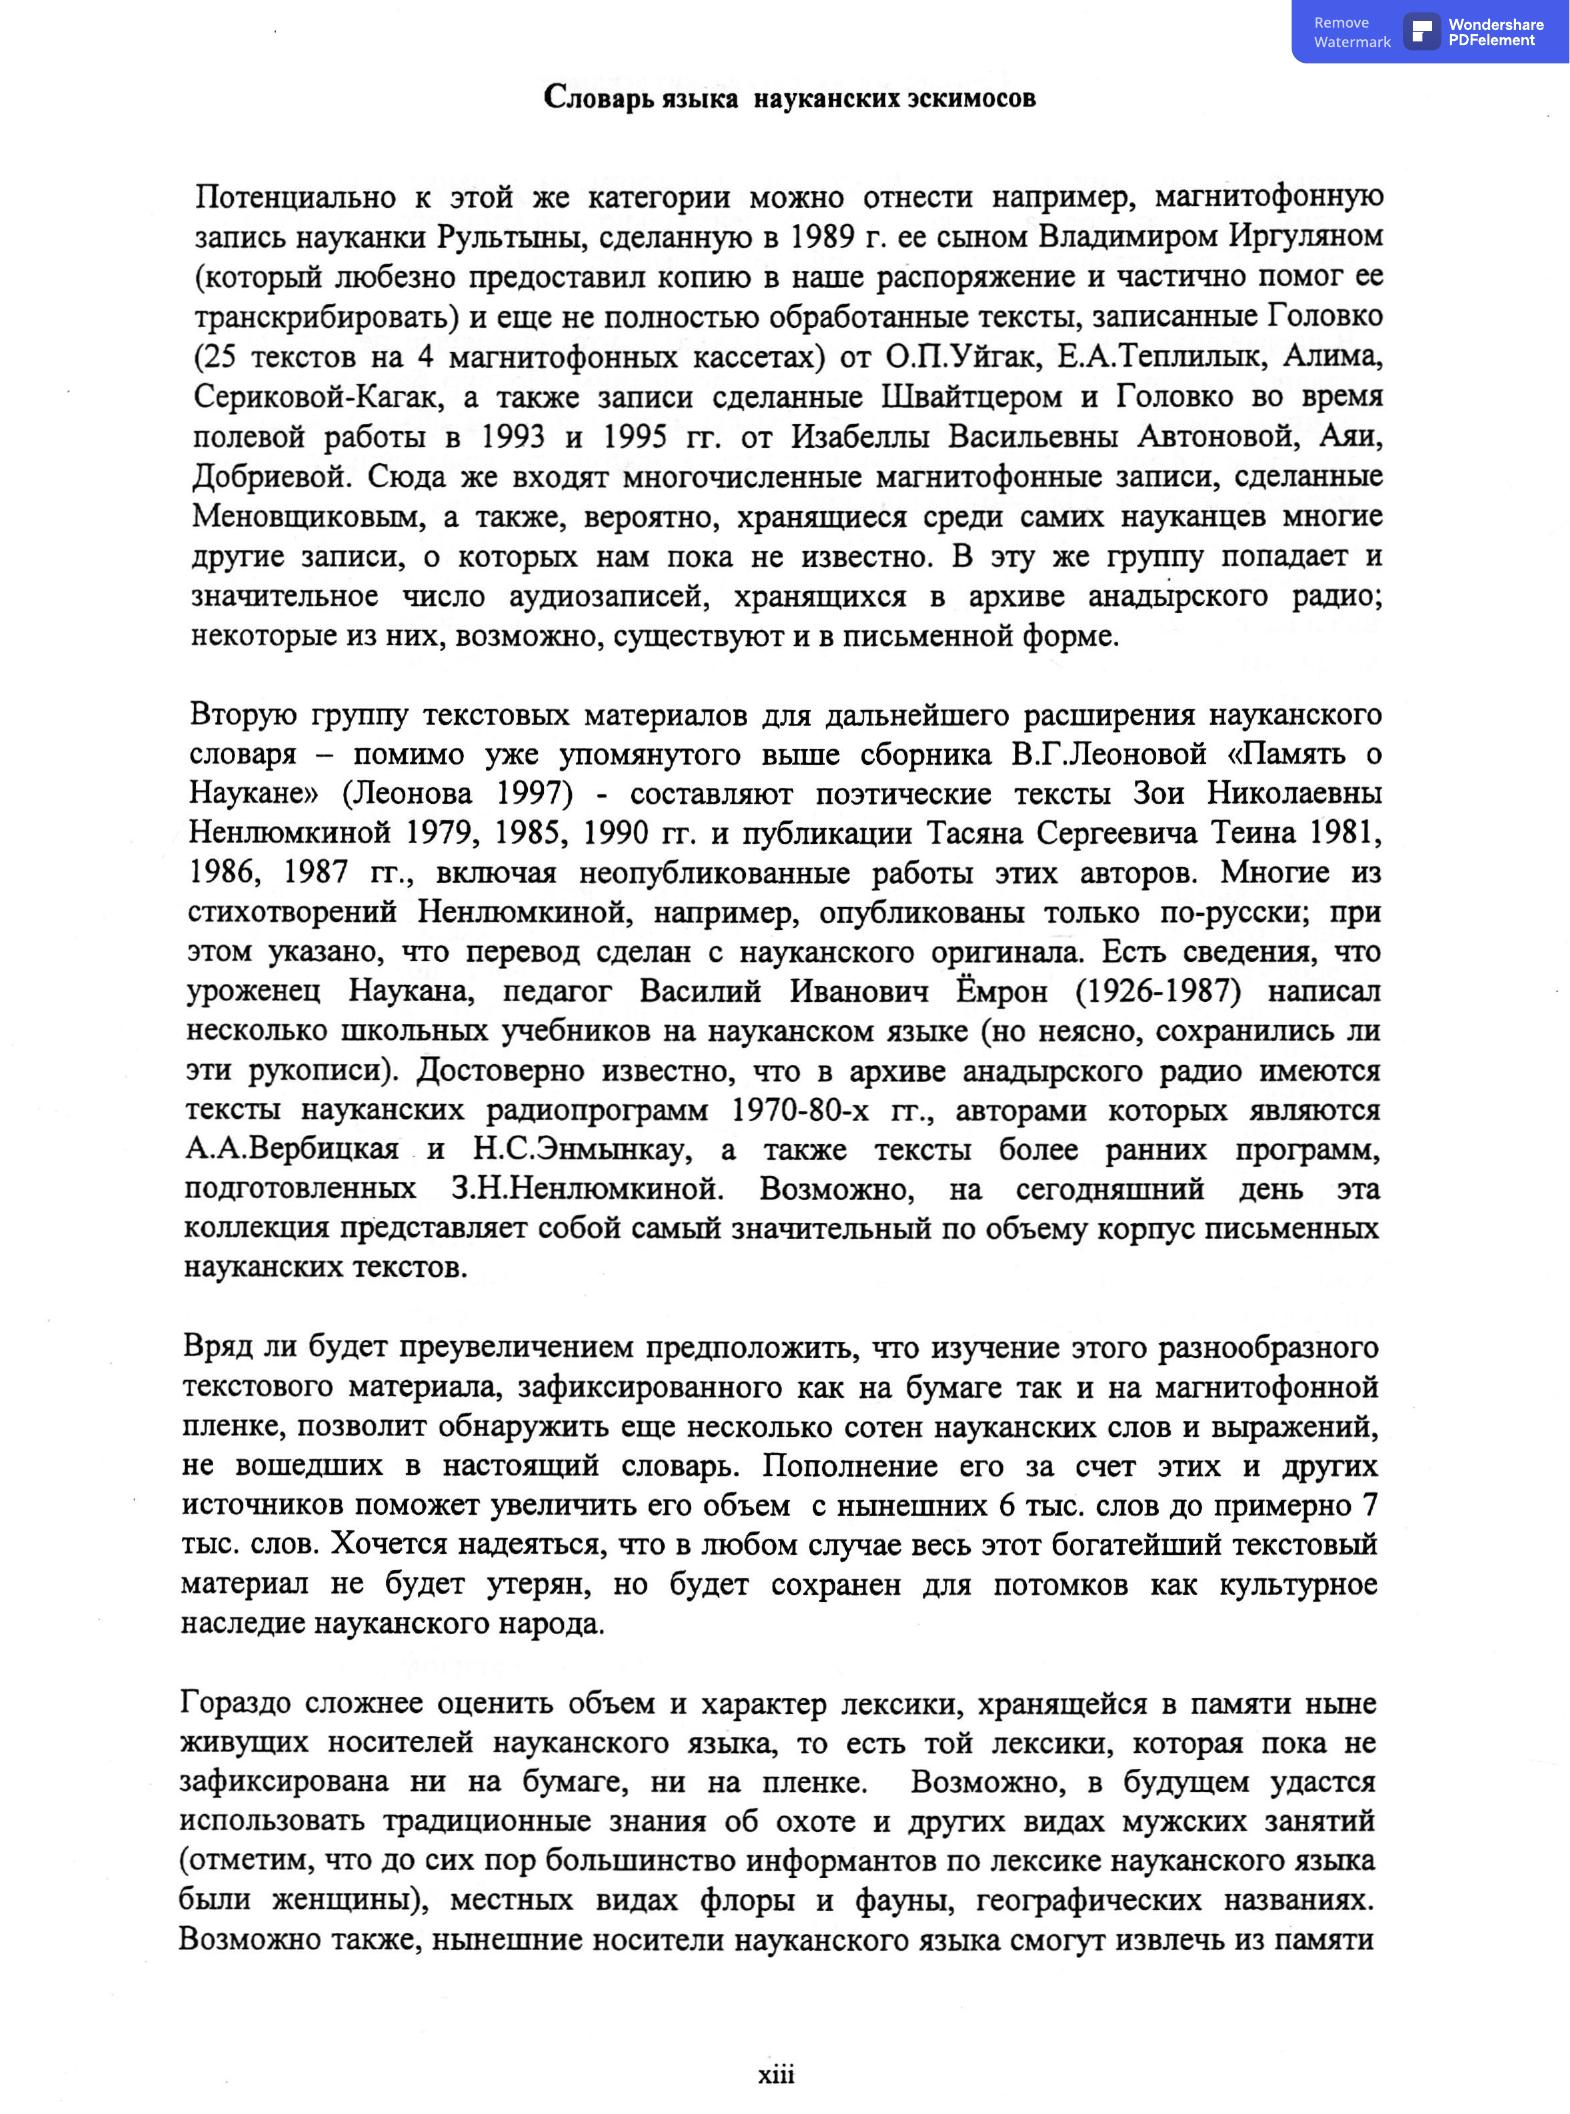 Remove
Watermark
Wondershare
PDFelement
Словарь языка науканских эскимосов
Потенциально к этой же категории можно отнести например, магнитофонную
запись науканки Рультыны, сделанную в 1989 г. ее сыном Владимиром Иргуляном
(который любезно предоставил копию в наше распоряжение и частично помог ее
транскрибировать) и еще не полностью обработанные тексты, записанные Головко
(25 текстов на 4 магнитофонных кассетах) от О.П.Уйгак, Е.А.Теплилык, Алима,
Сериковой-Кагак, а также записи сделанные Швайтцером и Головко во время
полевой работы в 1993 и 1995 гг. от Изабеллы Васильевны Автоновой, Аяи,
Добриевой. Сюда же входят многочисленные магнитофонные записи, сделанные
Меновщиковым, а также, вероятно, хранящиеся среди самих науканцев многие
другие записи, о которых нам пока не известно. В эту же группу попадает и
значительное число аудиозаписей, хранящихся в архиве анадырского радио;
некоторые из них, возможно, существуют и в письменной форме.
Вторую группу текстовых материалов для дальнейшего расширения науканского
словаря – помимо уже упомянутого выше сборника В.Г.Леоновой «Память о
Наукане» (Леонова 1997) - составляют поэтические тексты Зои Николаевны
Ненлюмкиной 1979, 1985, 1990 гг. и публикации Тасяна Сергеевича Теина 1981,
1986, 1987 гг., включая неопубликованные работы этих авторов. Многие из
стихотворений Ненлюмкиной, например, опубликованы только по-русски; при
этом указано, что перевод сделан с науканского оригинала. Есть сведения, что
уроженец Наукана, педагог Василий Иванович Ёмрон (1926-1987) написал
несколько школьных учебников на науканском языке (но неясно, сохранились ли
эти рукописи). Достоверно известно, что в архиве анадырского радио имеются
тексты науканских радиопрограмм 1970-80-х гг., авторами которых являются
А.А.Вербицкая и Н.С.Энмынкау, а также тексты более ранних программ,
подготовленных З.Н.Ненлюмкиной. Возможно, на сегодняшний день эта
коллекция представляет собой самый значительный по объему корпус письменных
науканских текстов.
Вряд ли будет преувеличением предположить, что изучение этого разнообразного
текстового материала, зафиксированного как на бумаге так и на магнитофонной
пленке, позволит обнаружить еще несколько сотен науканских слов и выражений,
не вошедших в настоящий словарь. Пополнение его за счет этих и других
источников поможет увеличить его объем с нынешних 6 тыс. слов до примерно 7
тыс. слов. Хочется надеяться, что в любом случае весь этот богатейший текстовый
материал не будет утерян, но будет сохранен для потомков как культурное
наследие науканского народа.
Гораздо сложнее оценить объем и характер лексики, хранящейся в памяти ныне
живущих носителей науканского языка, то есть той лексики, которая пока не
зафиксирована ни на бумаге, ни на пленке. Возможно, в будущем удастся
использовать традиционные знания об охоте и других видах мужских занятий
(отметим, что до сих пор большинство информантов по лексике науканского языка
были женщины), местных видах флоры и фауны, географических названиях.
Возможно также, нынешние носители науканского языка смогут извлечь из памяти
xiii